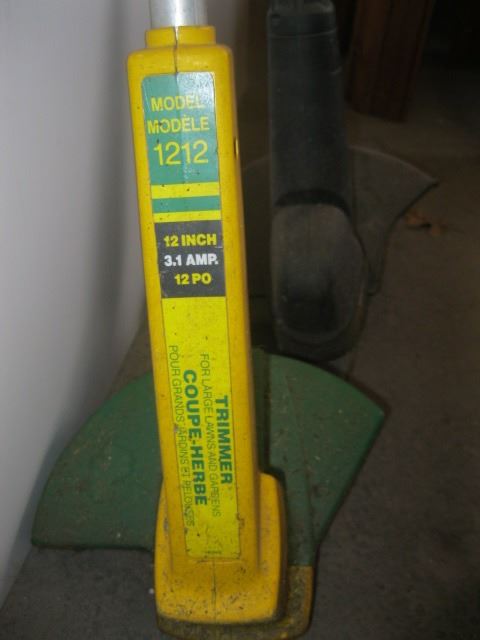 MODEL
MODÈLE
1212
12 INCH
3.1 AMP.
12 PO
TRIMMER
FOR LARGE LAWNS AND GARDENS
COUPE-HERBE
POUR GRANDS JARDINS ET PELOUSES